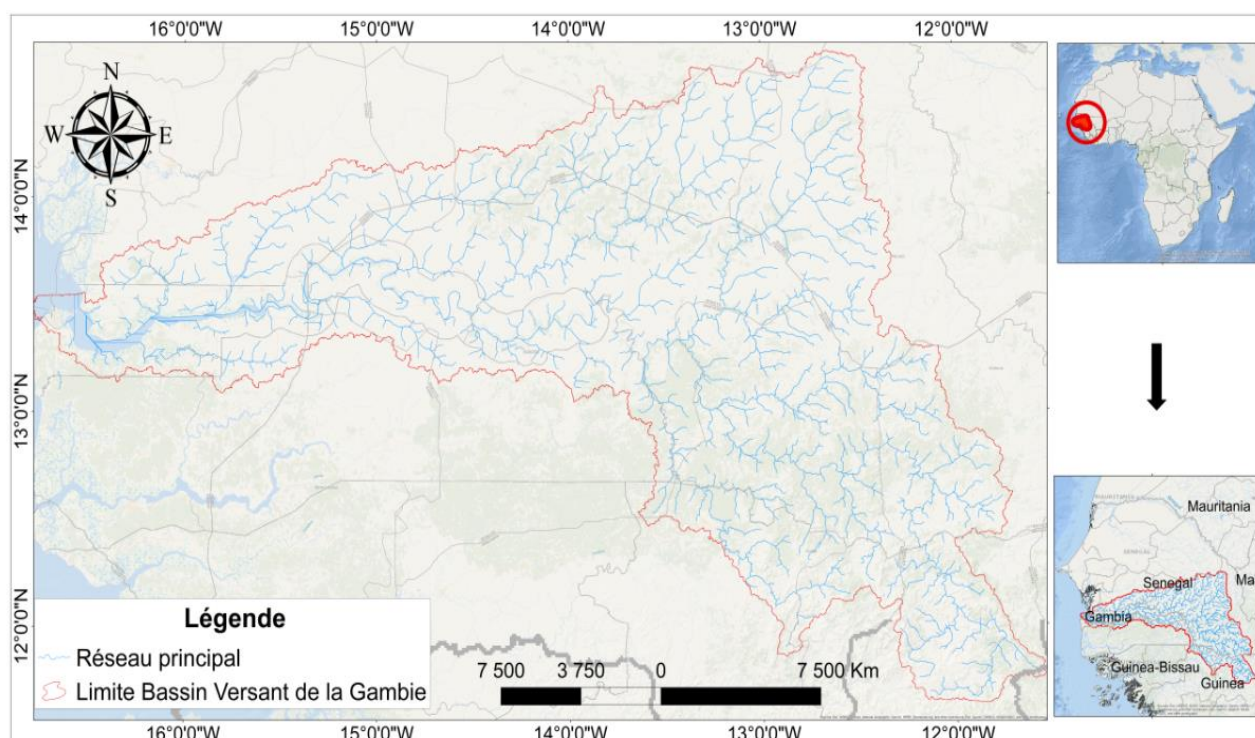 16°0'0"W 15°0'0"W 14°0'0"W 13°0'0"W 12°0'0"W
N
W E
S
14°0'0"N
13°0'0"N
12°0'0"N
Légende
Réseau principal
Limite Bassin Versant de la Gambie
7 500 3 750 0 7 500 Km
16°0'0"W 15°0'0"W 14°0'0"W 13°0'0"W 12°0'0"W
MAURITANIA
Mauritania
SENEGAL
Senegal
Ma
Gambia
Guinea-Bissau
Guinea